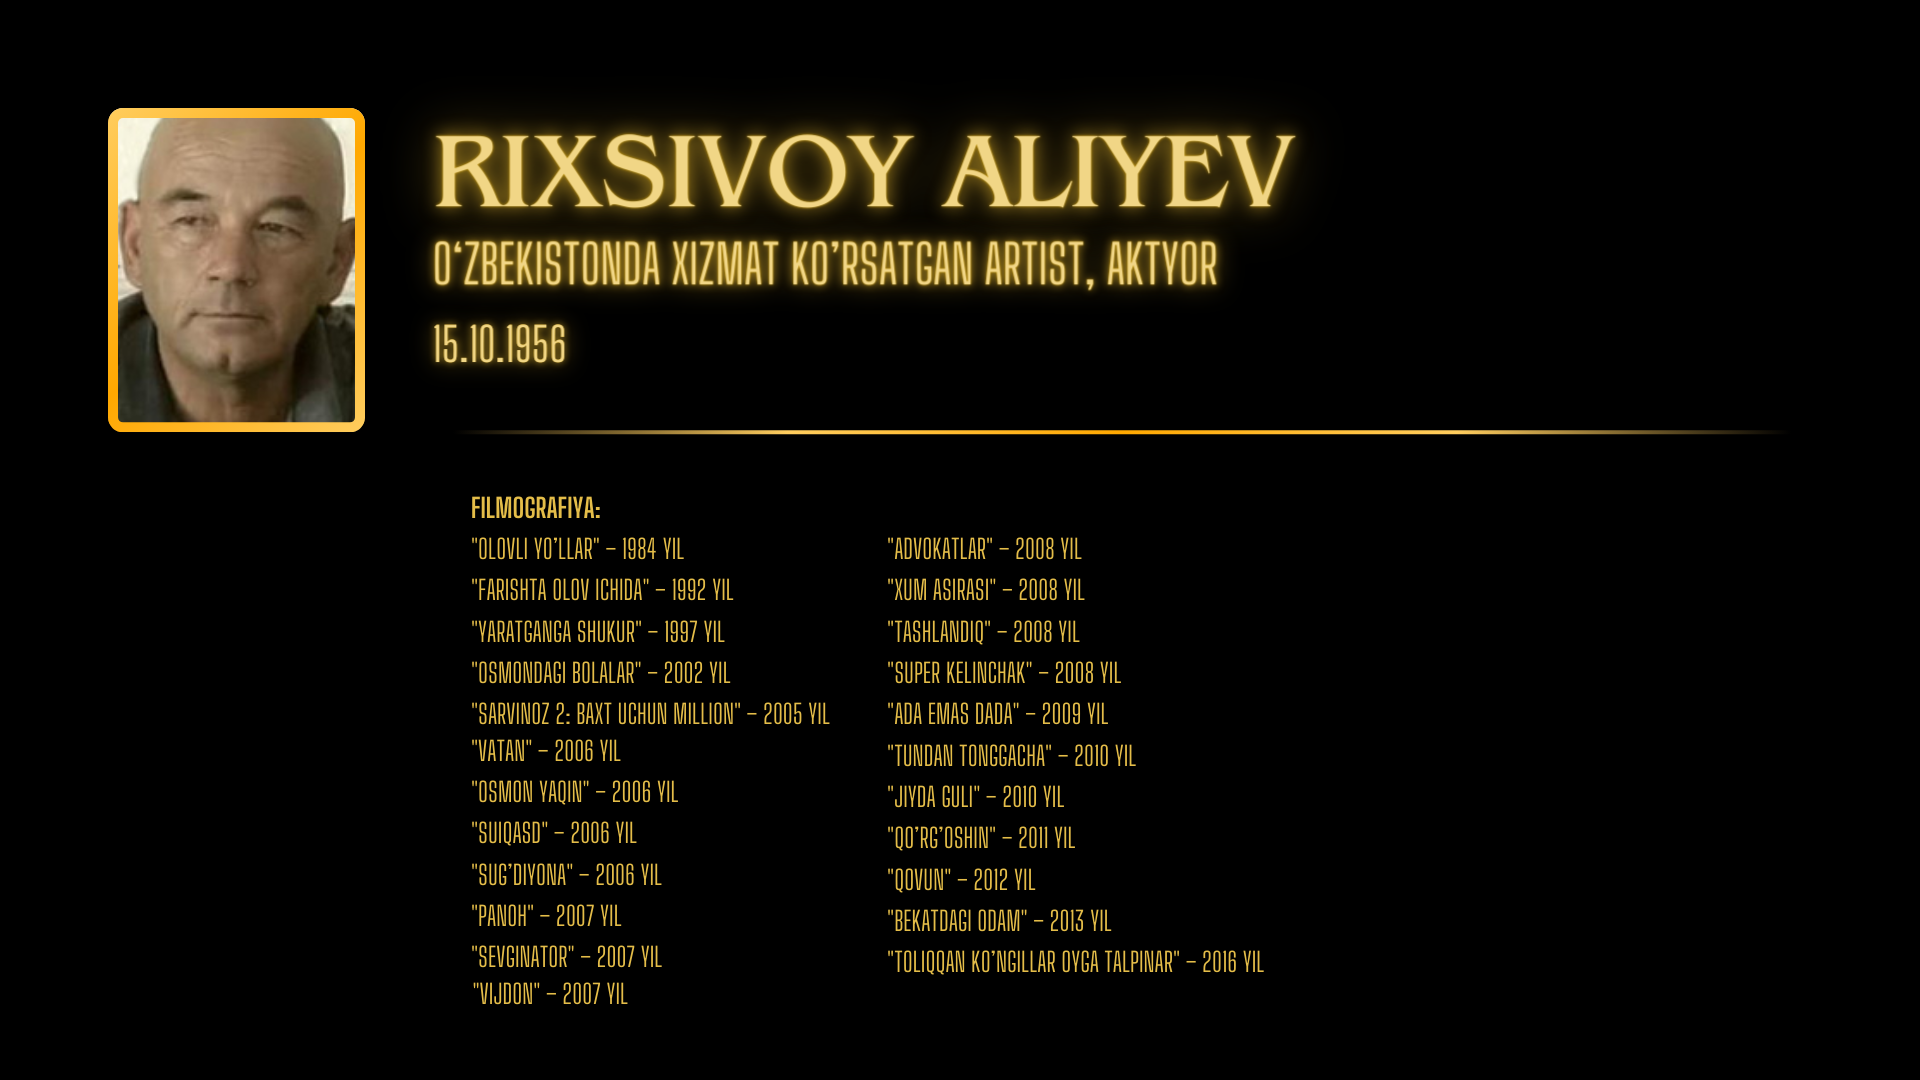 RIXSIVOY ALIYEV
O‘ZBEKISTONDA XIZMAT KO’RSATGAN ARTIST, AKTYOR
15.10.1956
FILMOGRAFIYA:
"OLOVLI YO’LLAR" – 1984 YIL
"FARISHTA OLOV ICHIDA" – 1992 YIL
"YARATGANGA SHUKUR" – 1997 YIL
"OSMONDAGI BOLALAR" – 2002 YIL
"SARVINOZ 2: BAXT UCHUN MILLION" – 2005 YIL
"VATAN" – 2006 YIL
"OSMON YAQIN" – 2006 YIL
"SUIQASD" – 2006 YIL
"SUG’DIYONA" – 2006 YIL
"PANOH" – 2007 YIL
"SEVGINATOR" – 2007 YIL
"VIJDON" – 2007 YIL
"ADVOKATLAR" – 2008 YIL
"XUM ASIRASI" – 2008 YIL
"TASHLANDIQ" – 2008 YIL
"SUPER KELINCHAK" – 2008 YIL
"ADA EMAS DADA" – 2009 YIL
"TUNDAN TONGGACHA" – 2010 YIL
"JIYDA GULI" – 2010 YIL
"QO’RG’OSHIN" – 2011 YIL
"QOVUN" – 2012 YIL
"BEKATDAGI ODAM" – 2013 YIL
"TOLIQQAN KO’NGILLAR OYGA TALPINAR" – 2016 YIL